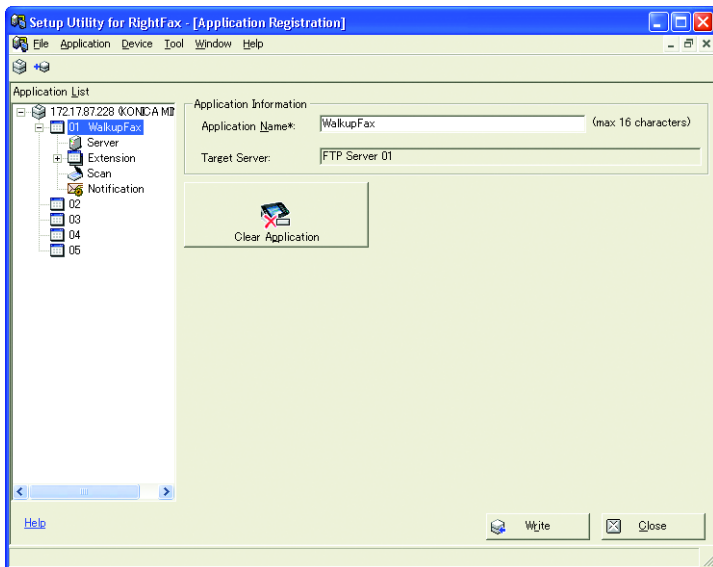 Setup Utility for RightFax - [Application Registration]
File Application Device Tool Window Help
Application List
172.17.87.228 (KONICA MI
01 WalkupFax
Server
Extension
Scan
Notification
02
03
04
05
Application Information
Application Name*: WalkupFax (max 16 characters)
Target Server: FTP Server 01
Clear Application
Help
Write Close